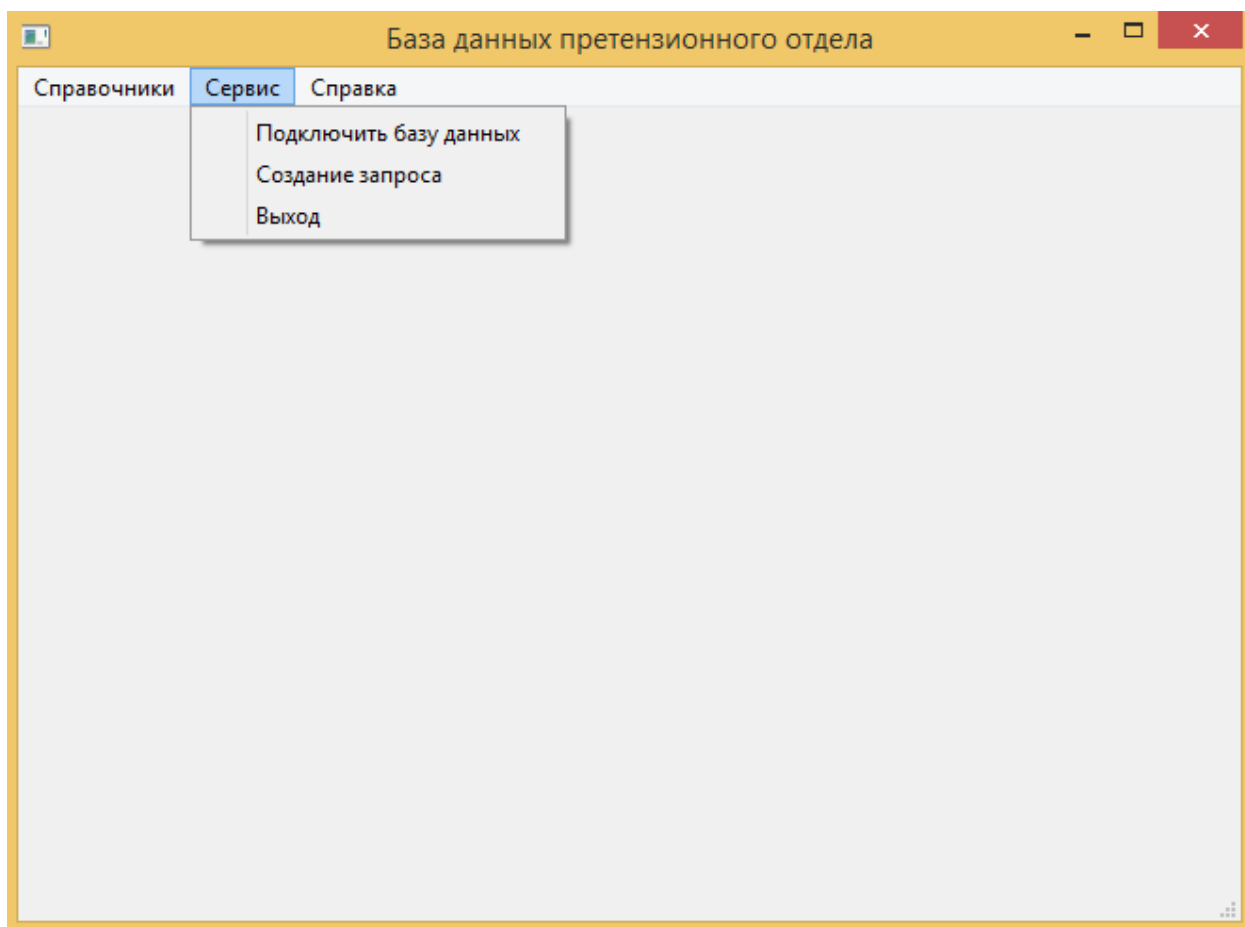 База данных претензионного отдела
Справочники Сервис Справка
Подключить базу данных
Создание запроса
Выход